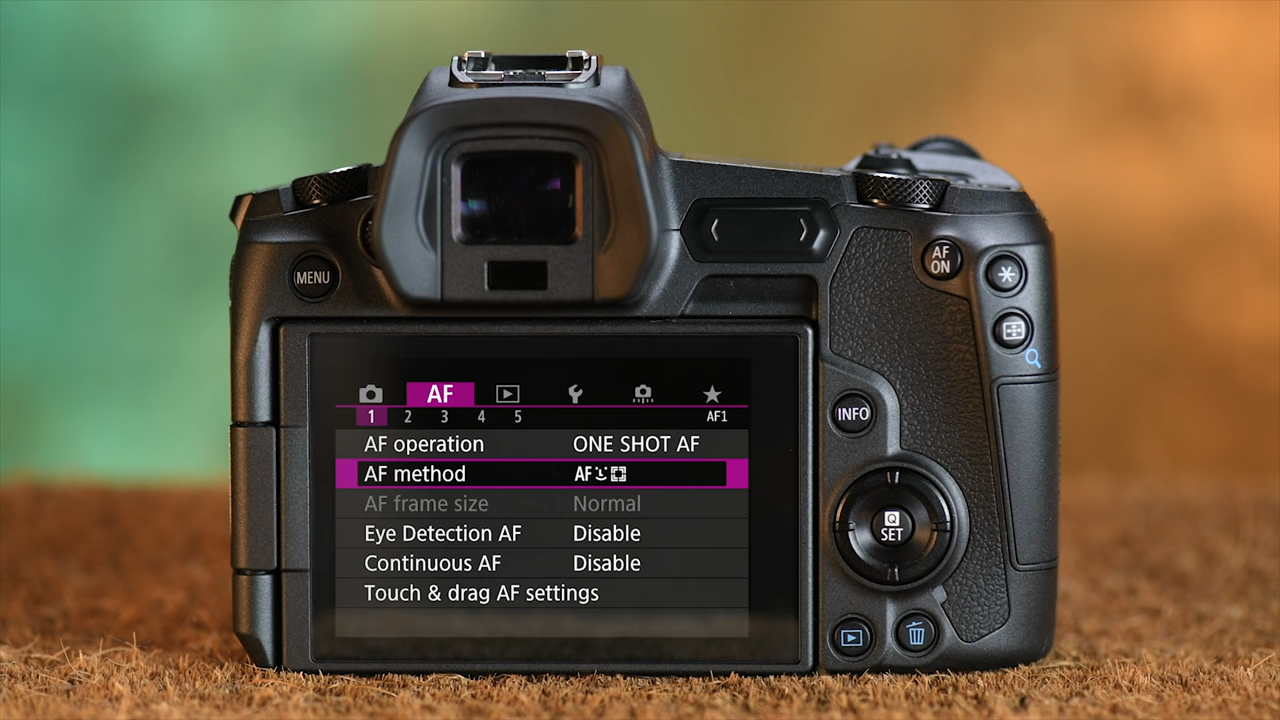 MENU
AF
ON
AF
1 2 3 4 5 AF1
AF operation ONE SHOT AF
AF method AF
AF frame size Normal
Eye Detection AF Disable
Continuous AF Disable
Touch & drag AF settings
INFO
Q
SET